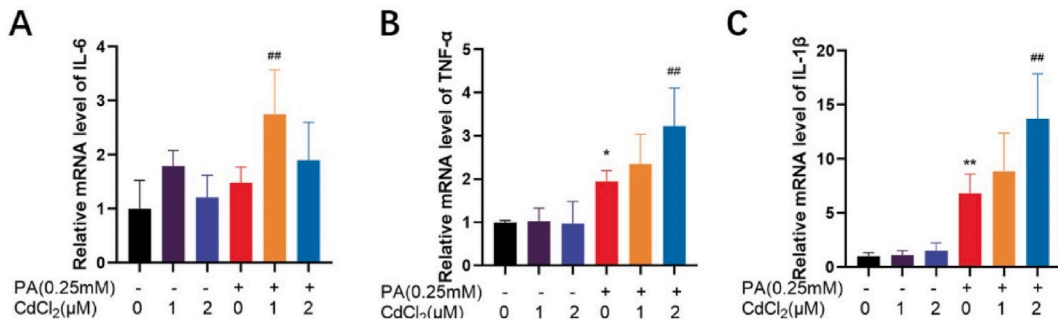 A
Relative mRNA level of IL-6
4
3
2
1
0
##
PA(0.25mM) - - - + + +
CdCl₂(μM) 0 1 2 0 1 2
B
Relative mRNA level of TNF-α
5
4
3
2
1
0
*
##
PA(0.25mM) - - - + + +
CdCl₂(μM) 0 1 2 0 1 2
C
Relative mRNA level of IL-1β
20
15
10
5
0
**
##
PA(0.25mM) - - - + + +
CdCl₂(μM) 0 1 2 0 1 2